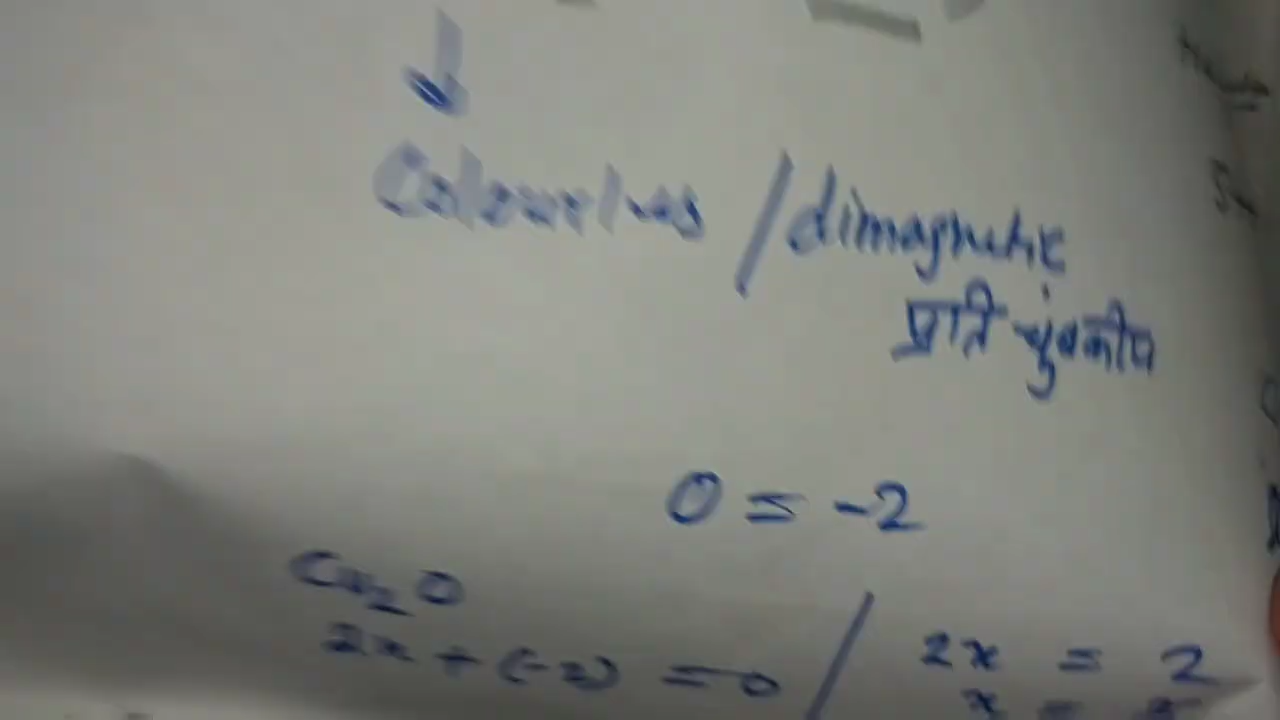 Colourless / dimagnetic
प्रति चुंबकीय
O = -2
Cu2O
2x + (-2) = 0 / 2x = 2
x =